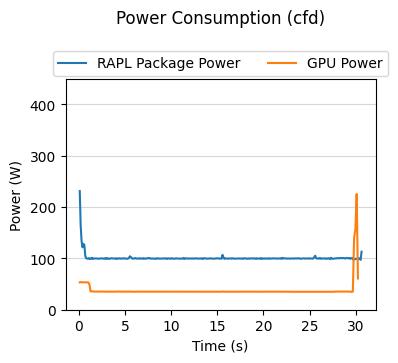 Power Consumption (cfd)
RAPL Package Power GPU Power
400
300
200
100
0
Power (W)
0 5 10 15 20 25 30
Time (s)